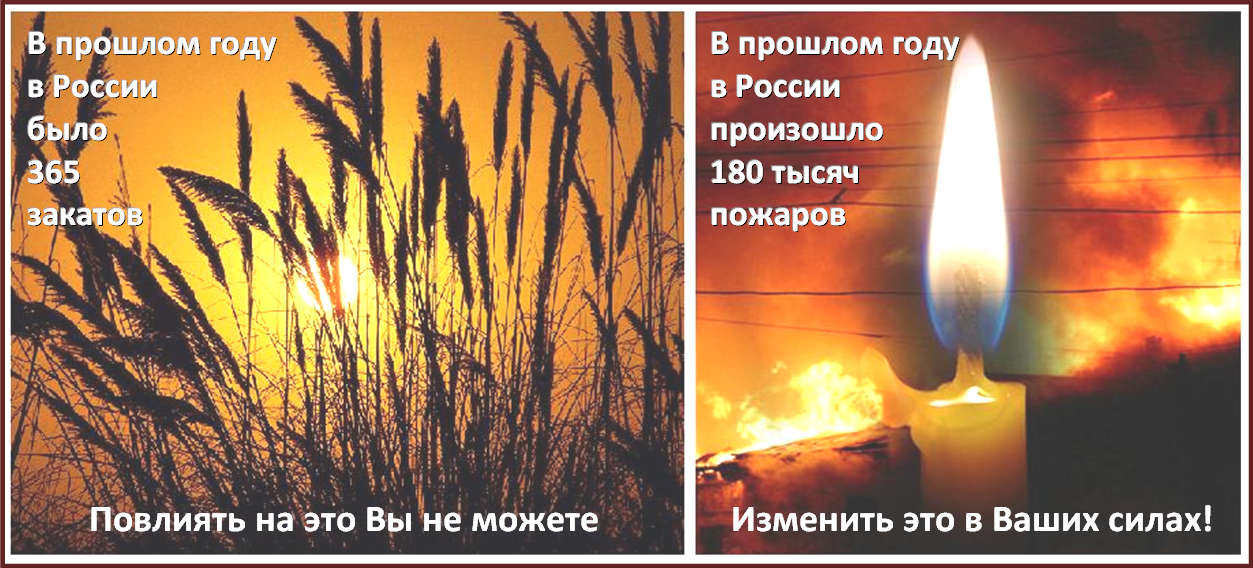 В прошлом году
в России
было
365
закатов
Повлиять на это Вы не можете
В прошлом году
в России
произошло
180 тысяч
пожаров
Изменить это в Ваших силах!